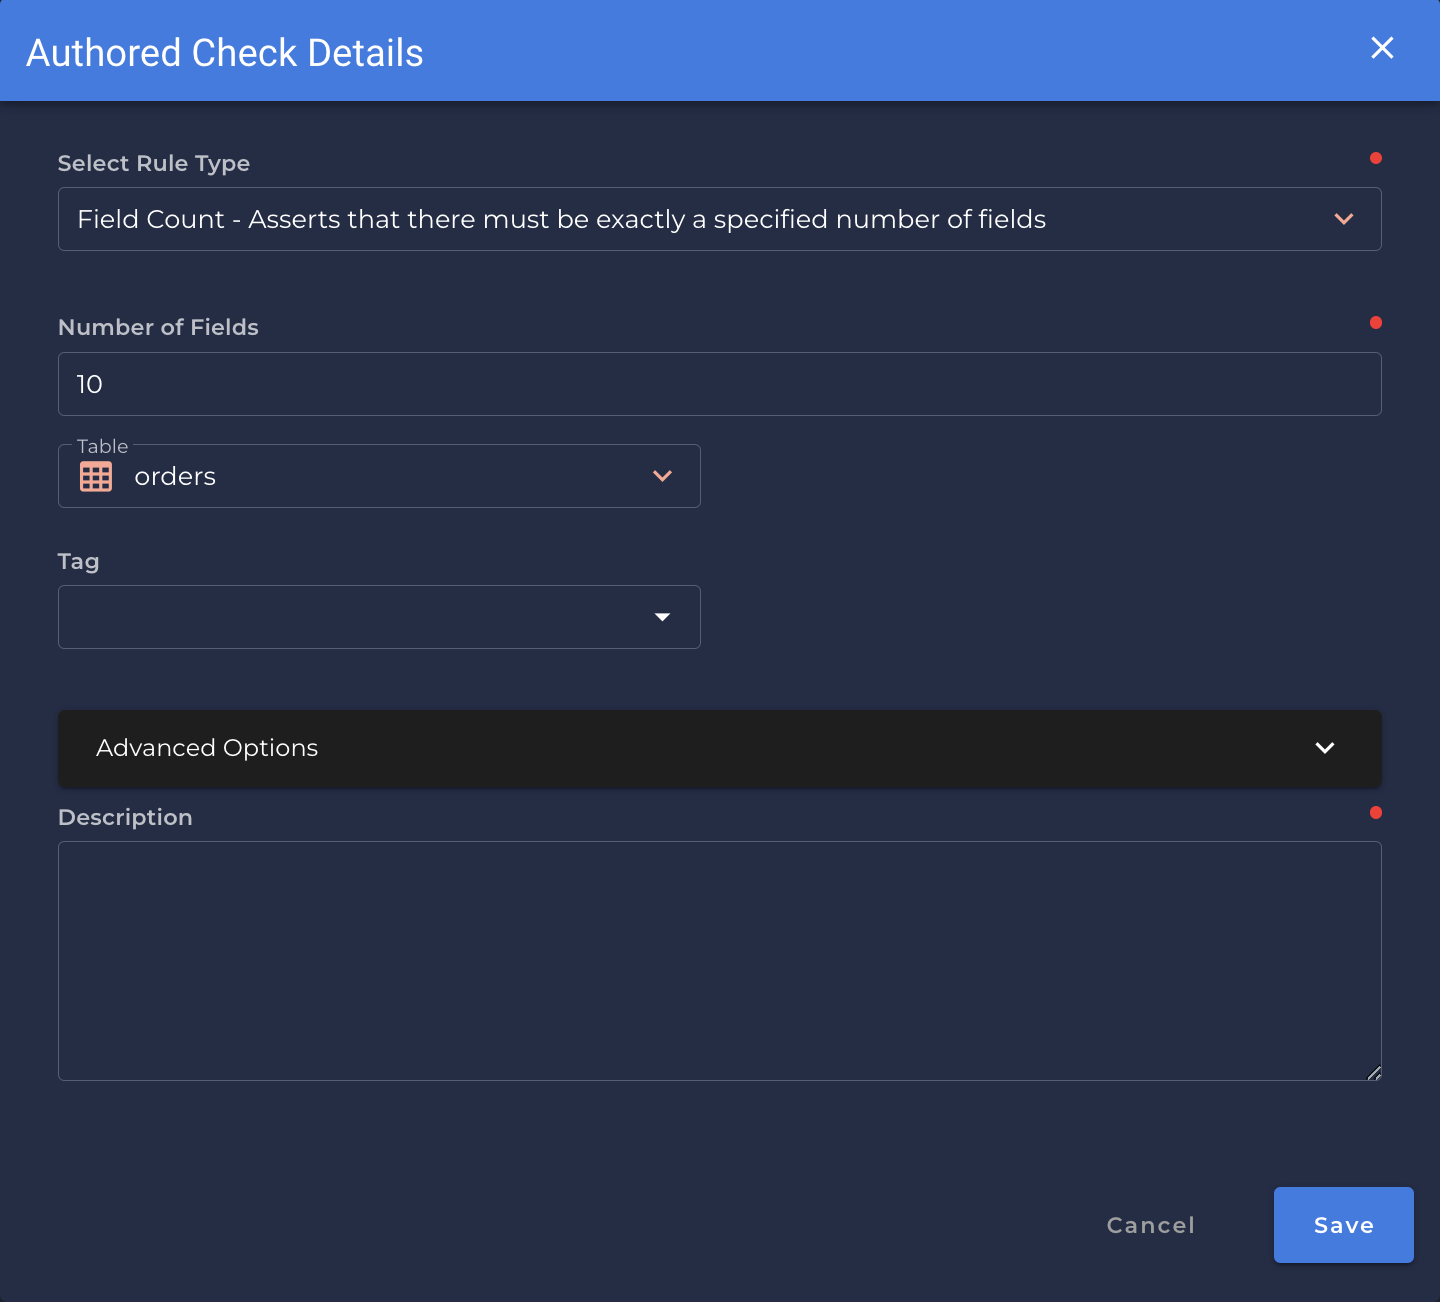 Authored Check Details
Select Rule Type
Field Count - Asserts that there must be exactly a specified number of fields
Number of Fields
10
Table
orders
Tag
Advanced Options
Description
Cancel
Save